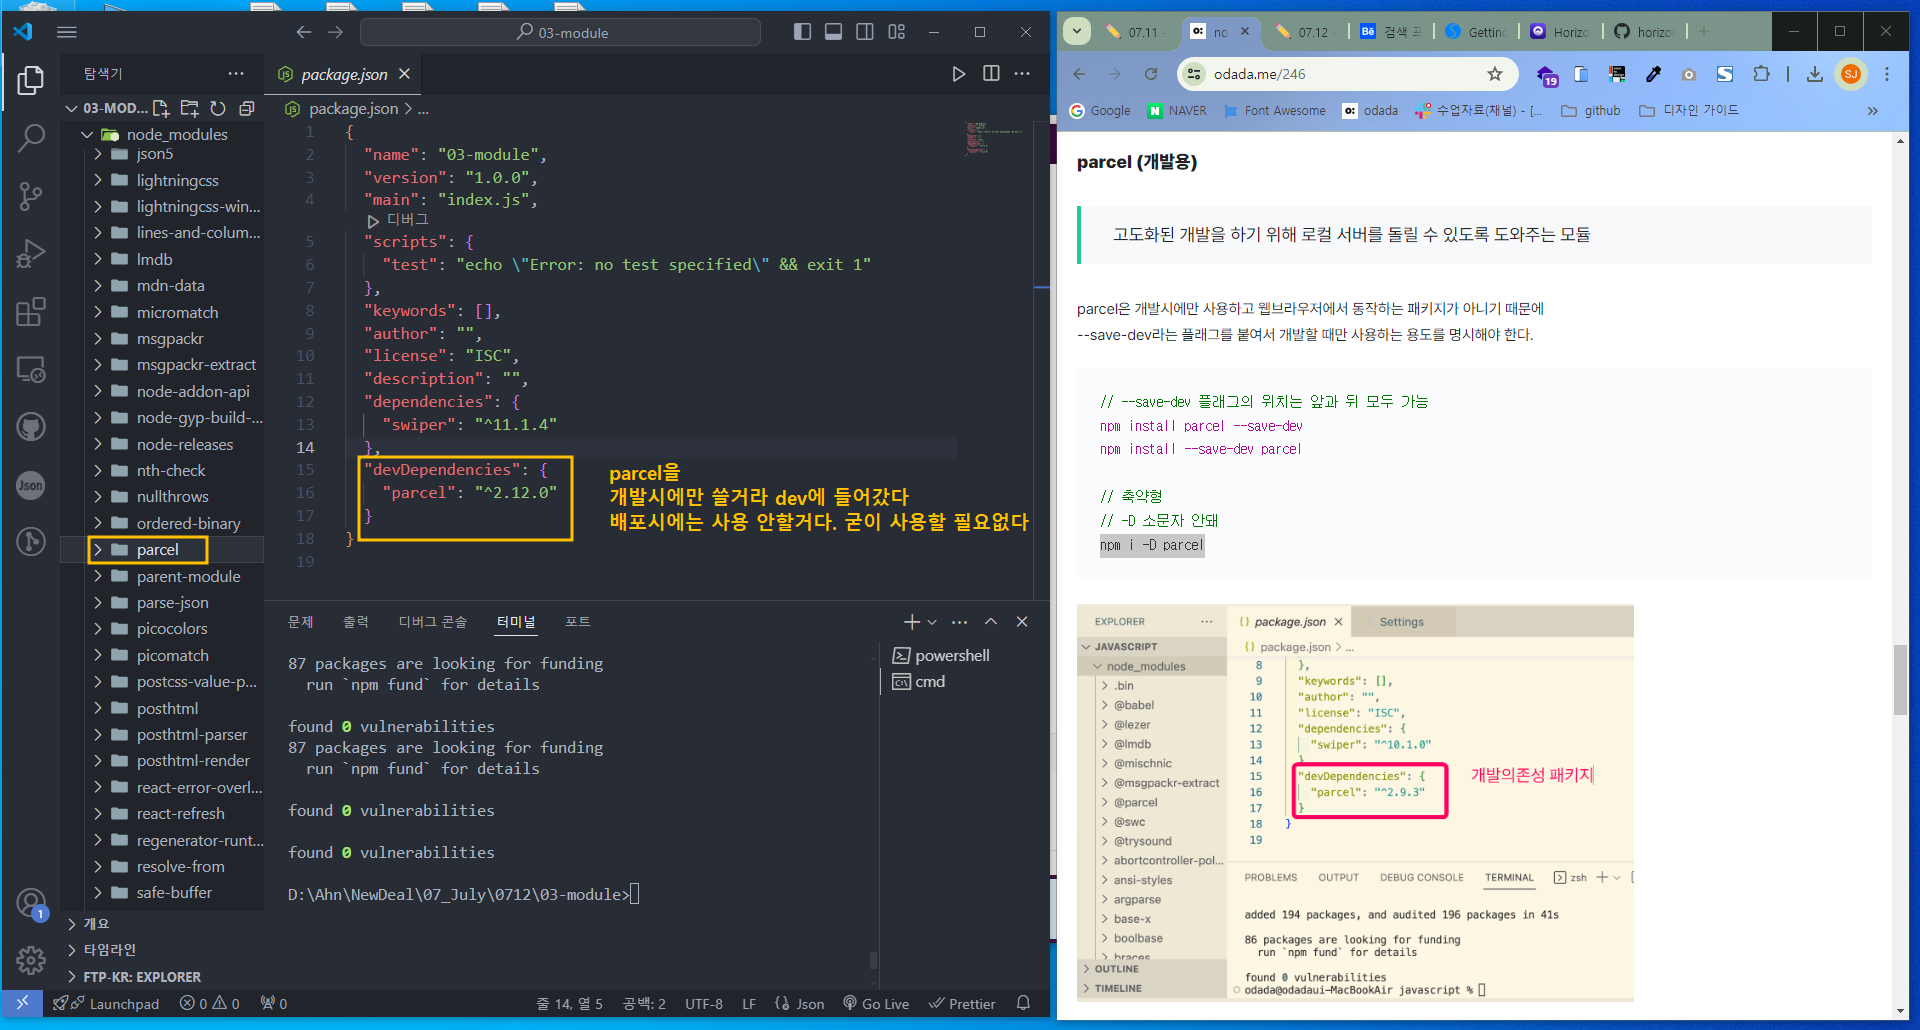 03-module
탐색기
package.json
03-MOD...
package.json > ...
node_modules
json5
lightningcss
lightningcss-win...
lines-and-colum...
lmdb
mdn-data
micromatch
msgpackr
msgpackr-extract
node-addon-api
node-gyp-build-...
node-releases
nth-check
nullthrows
ordered-binary
parcel
parent-module
parse-json
picocolors
picomatch
postcss-value-p...
posthtml
posthtml-parser
posthtml-render
react-error-overl...
react-refresh
regenerator-runt...
resolve-from
safe-buffer
개요
타임라인
FTP-KR: EXPLORER
Json
1
1 {
2 "name": "03-module",
3 "version": "1.0.0",
4 "main": "index.js",
디버그
5 "scripts": {
6 "test": "echo \"Error: no test specified\" && exit 1"
7 },
8 "keywords": [],
9 "author": "",
10 "license": "ISC",
11 "description": "",
12 "dependencies": {
13 "swiper": "^11.1.4"
14 },
15 "devDependencies": {
16 "parcel": "^2.12.0"
17 }
18 }
19
parcel을
개발시에만 쓸거라 dev에 들어갔다
배포시에는 사용 안할거다. 굳이 사용할 필요없다
문제 출력 디버그 콘솔 터미널 포트
powershell
cmd
87 packages are looking for funding
run `npm fund` for details
found 0 vulnerabilities
87 packages are looking for funding
run `npm fund` for details
found 0 vulnerabilities
found 0 vulnerabilities
D:\Ahn\NewDeal\07_July\0712\03-module>
Launchpad 0 0 0 줄 14, 열 5 공백: 2 UTF-8 LF {} Json Go Live Prettier
07.11 o: no 07.12 Bē 검색 Gettin Horizo horizo
odada.me/246
19
SJ
Google N NAVER Font Awesome o: odada 수업자료(채널) - [... github 디자인 가이드
parcel (개발용)
고도화된 개발을 하기 위해 로컬 서버를 돌릴 수 있도록 도와주는 모듈
parcel은 개발시에만 사용하고 웹브라우저에서 동작하는 패키지가 아니기 때문에
--save-dev라는 플래그를 붙여서 개발할 때만 사용하는 용도를 명시해야 한다.
// --save-dev 플래그의 위치는 앞과 뒤 모두 가능
npm install parcel --save-dev
npm install --save-dev parcel
// 축약형
// -D 소문자 안돼
npm i -D parcel
EXPLORER
{} package.json
Settings
JAVASCRIPT
{} package.json > ...
node_modules
.bin
@babel
@lezer
@lmdb
@mischnic
@msgpackr-extract
@parcel
@swc
@trysound
abortcontroller-pol...
ansi-styles
argparse
base-x
boolbase
braces
OUTLINE
TIMELINE
8 },
9 "keywords": [],
10 "author": "",
11 "license": "ISC",
12 "dependencies": {
13 "swiper": "^10.1.0"
14 }
15 "devDependencies": {
16 "parcel": "^2.9.3"
17 }
18 }
19
개발의존성 패키지
PROBLEMS OUTPUT DEBUG CONSOLE TERMINAL zsh
added 194 packages, and audited 196 packages in 41s
86 packages are looking for funding
run `npm fund` for details
found 0 vulnerabilities
odada@odadaui-MacBookAir javascript %